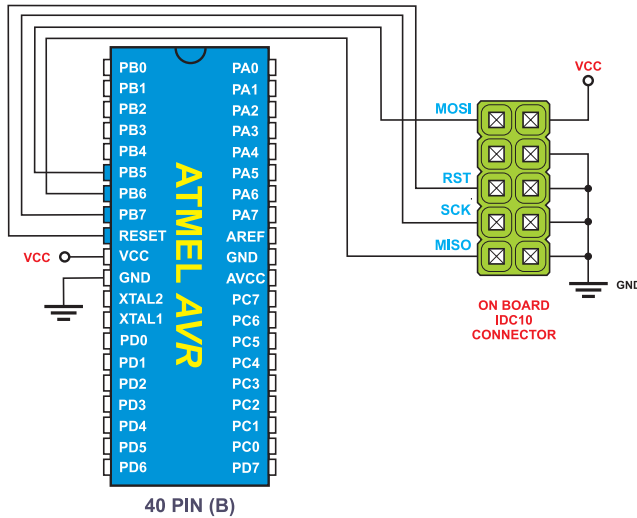 PB0 PA0
PB1 PA1
PB2 PA2
PB3 PA3
PB4 PA4
PB5 PA5
PB6 PA6
PB7 PA7
RESET AREF
VCC GND
GND AVCC
XTAL2 PC7
XTAL1 PC6
PD0 PC5
PD1 PC4
PD2 PC3
PD3 PC2
PD4 PC1
PD5 PC0
PD6 PD7
ATMEL AVR
VCC
40 PIN (B)
VCC
MOSI
RST
SCK
MISO
GND
ON BOARD
IDC10
CONNECTOR